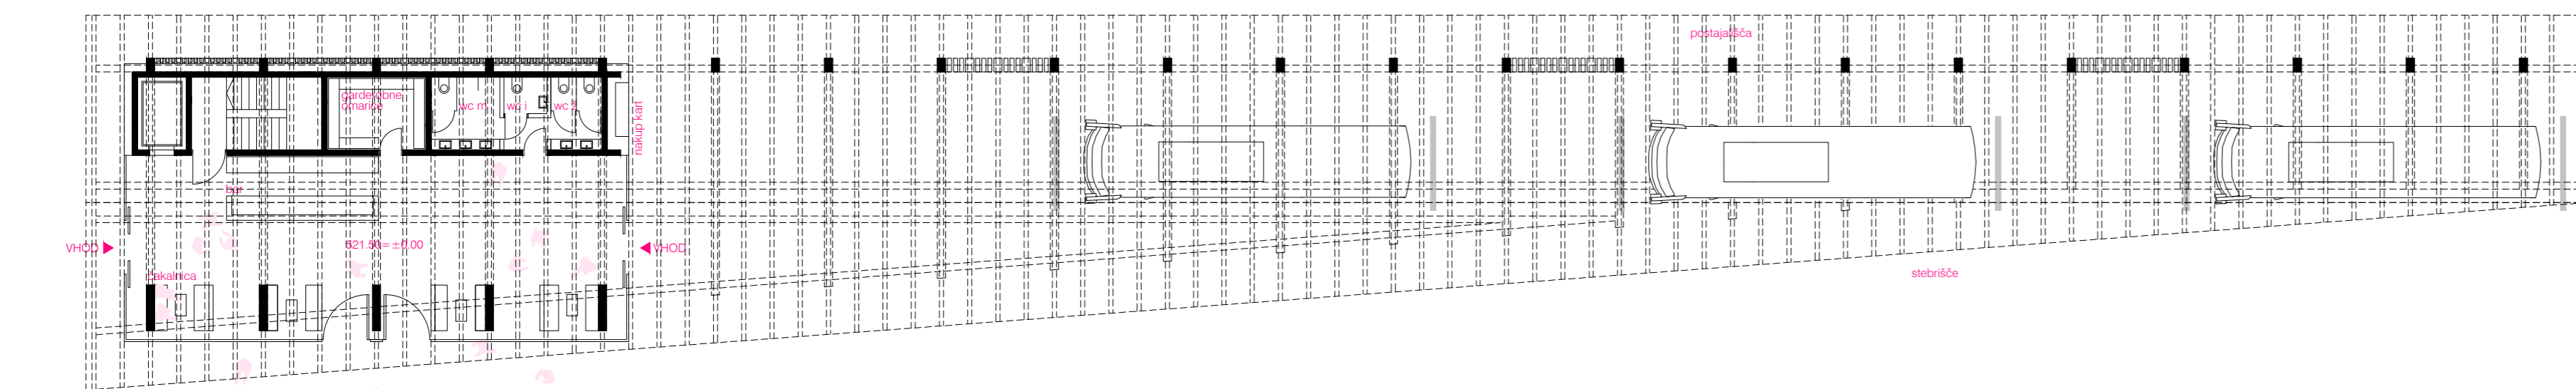 postajališča
garderobne
omarice
wc m
wc i
wc ž
nakup kart
bar
VHOD
521.50=±0.00
VHOD
čakalnica
stebrišče